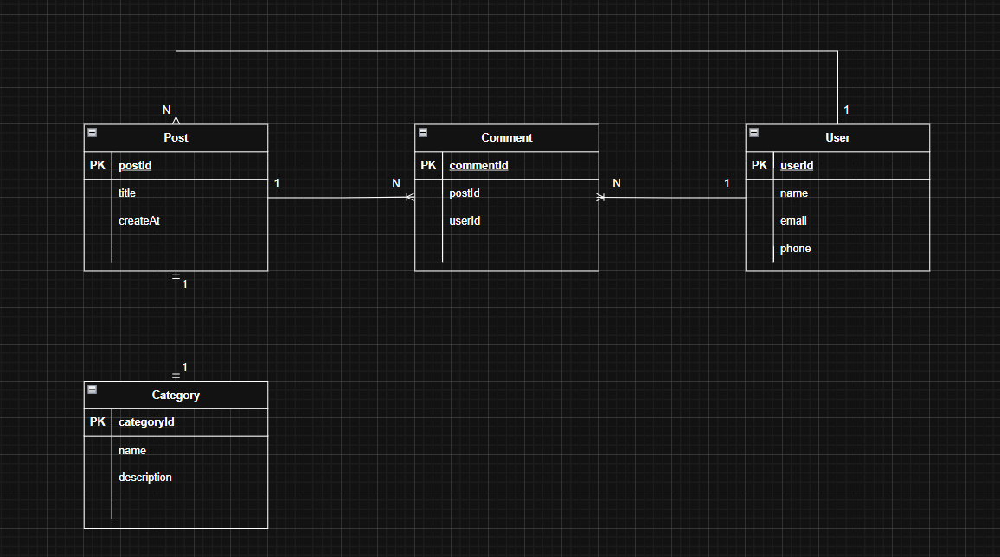 N
1
Post
PK postId
title
createAt
1
N
Comment
PK commentId
postId
userId
N
1
User
PK userId
name
email
phone
1
1
Category
PK categoryId
name
description